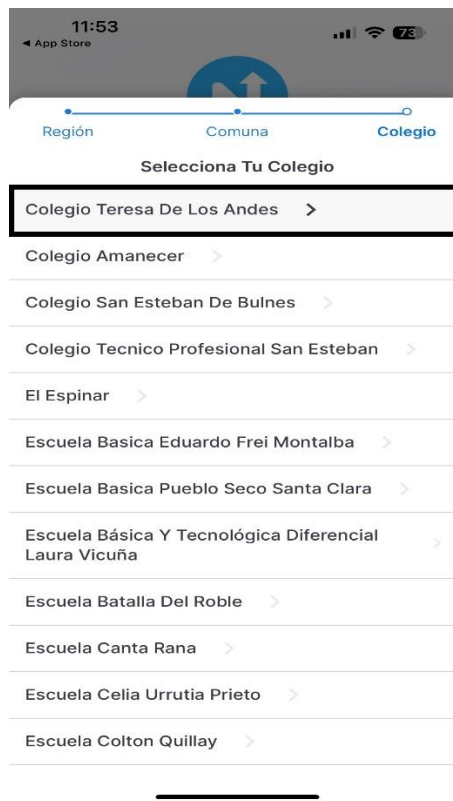 11:53
◀ App Store
73
Región Comuna Colegio
Selecciona Tu Colegio
Colegio Teresa De Los Andes
Colegio Amanecer
Colegio San Esteban De Bulnes
Colegio Tecnico Profesional San Esteban
El Espinar
Escuela Basica Eduardo Frei Montalba
Escuela Basica Pueblo Seco Santa Clara
Escuela Básica Y Tecnológica Diferencial
Laura Vicuña
Escuela Batalla Del Roble
Escuela Canta Rana
Escuela Celia Urrutia Prieto
Escuela Colton Quillay